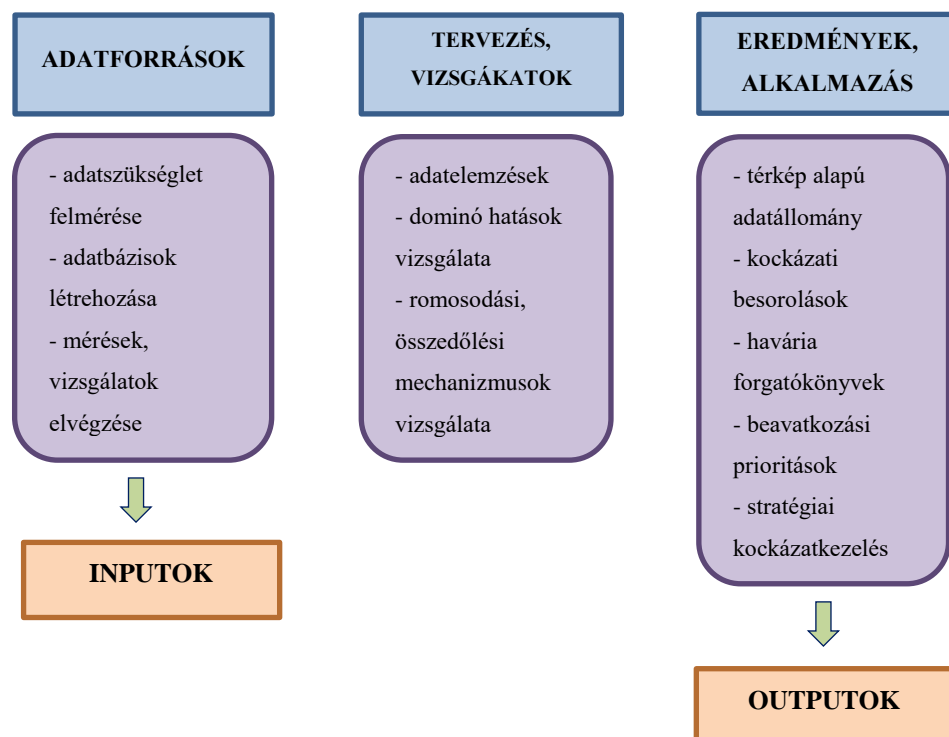 ADATFORRÁSOK
- adatszükséglet
felmérése
- adatbázisok
létrehozása
- mérések,
vizsgálatok
elvégzése
INPUTOK
TERVEZÉS,
VIZSGÁKATOK
- adatelemzések
- dominó hatások
vizsgálata
- romosodási,
összedőlési
mechanizmusok
vizsgálata
EREDMÉNYEK,
ALKALMAZÁS
- térkép alapú
adatállomány
- kockázati
besorolások
- havária
forgatókönyvek
- beavatkozási
prioritások
- stratégiai
kockázatkezelés
OUTPUTOK